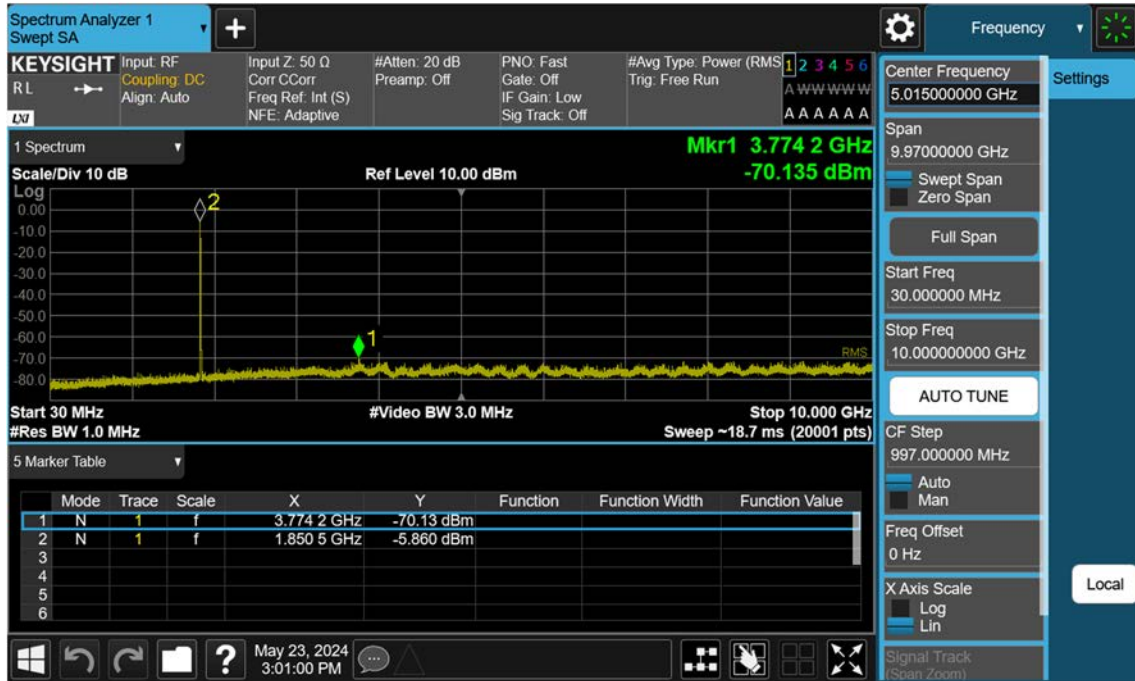 Spectrum Analyzer 1
Swept SA
Frequency
KEYSIGHT
R L
LXI
Input: RF
Coupling: DC
Align: Auto
Input Z: 50 Ω
Corr CCorr
Freq Ref: Int (S)
NFE: Adaptive
#Atten: 20 dB
Preamp: Off
PNO: Fast
Gate: Off
IF Gain: Low
Sig Track: Off
#Avg Type: Power (RMS
Trig: Free Run
1 2 3 4 5 6
A W W W W W
A A A A A A
1 Spectrum
Mkr1 3.774 2 GHz
Scale/Div 10 dB
Ref Level 10.00 dBm
-70.135 dBm
Log
0.00
-10.0
-20.0
-30.0
-40.0
-50.0
-60.0
-70.0
-80.0
2
1
RMS
Start 30 MHz
#Video BW 3.0 MHz
Stop 10.000 GHz
#Res BW 1.0 MHz
Sweep ~18.7 ms (20001 pts)
5 Marker Table
Mode Trace Scale X Y Function Function Width Function Value
1 N 1 f 3.774 2 GHz -70.13 dBm
2 N 1 f 1.850 5 GHz -5.860 dBm
3
4
5
6
?
May 23, 2024
3:01:00 PM
Center Frequency
5.015000000 GHz
Settings
Span
9.97000000 GHz
Swept Span
Zero Span
Full Span
Start Freq
30.000000 MHz
Stop Freq
10.000000000 GHz
AUTO TUNE
CF Step
997.000000 MHz
Auto
Man
Freq Offset
0 Hz
X Axis Scale
Log
Lin
Local
Signal Track
(Span Zoom)